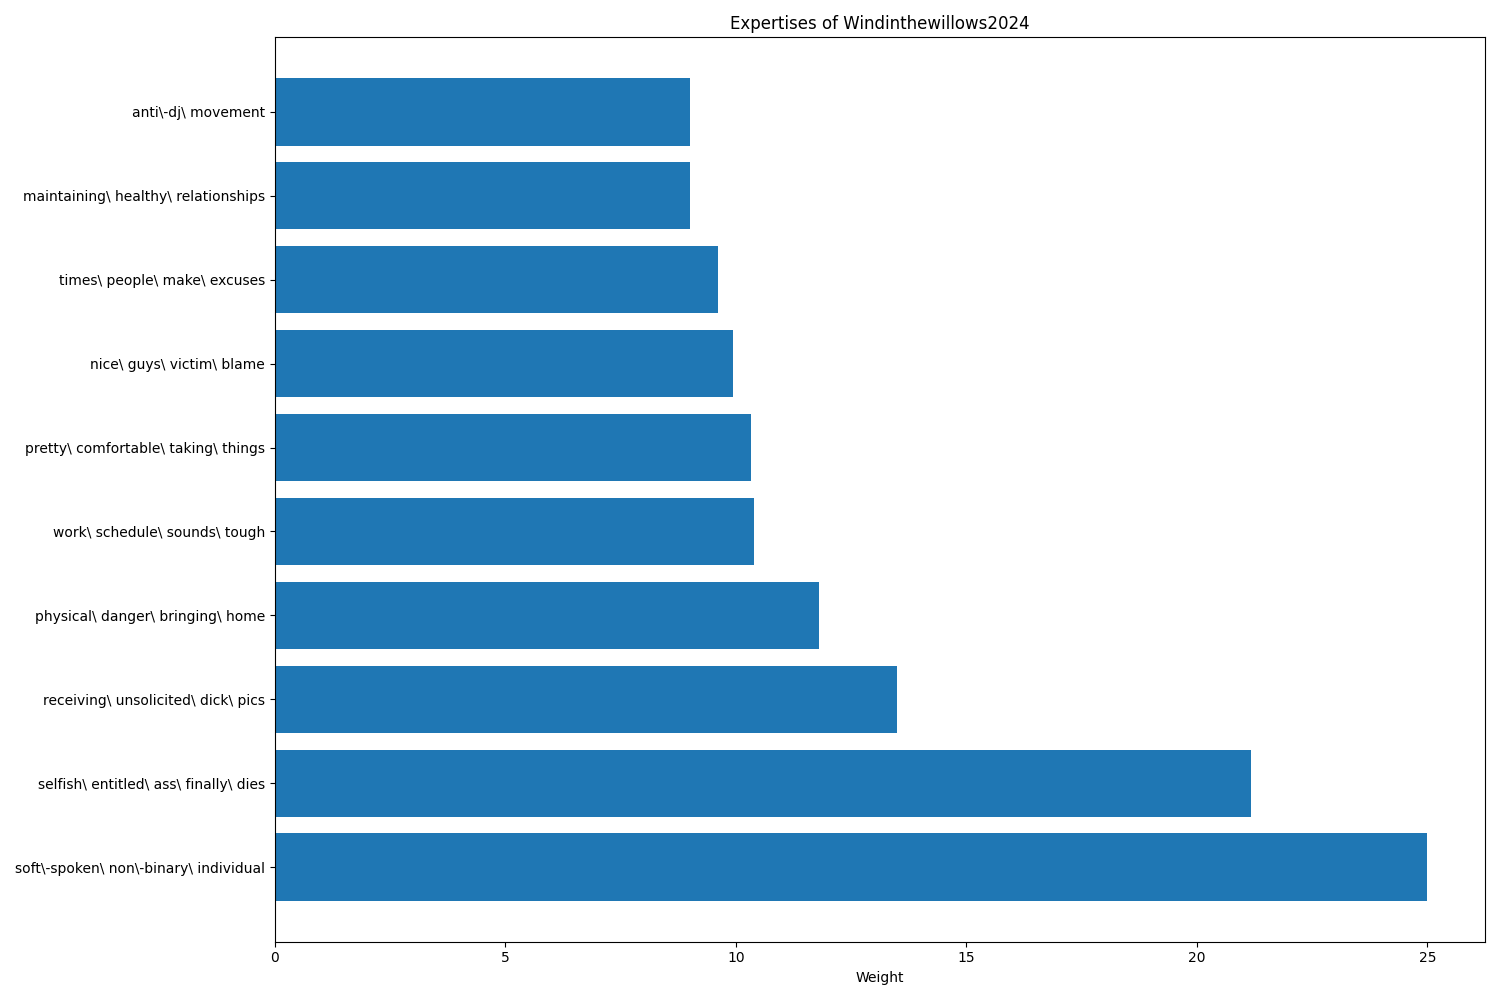 Expertises of Windinthewillows2024
anti\-dj\ movement
maintaining\ healthy\ relationships
times\ people\ make\ excuses
nice\ guys\ victim\ blame
pretty\ comfortable\ taking\ things
work\ schedule\ sounds\ tough
physical\ danger\ bringing\ home
receiving\ unsolicited\ dick\ pics
selfish\ entitled\ ass\ finally\ dies
soft\-spoken\ non\-binary\ individual
0 5 10 15 20 25
Weight